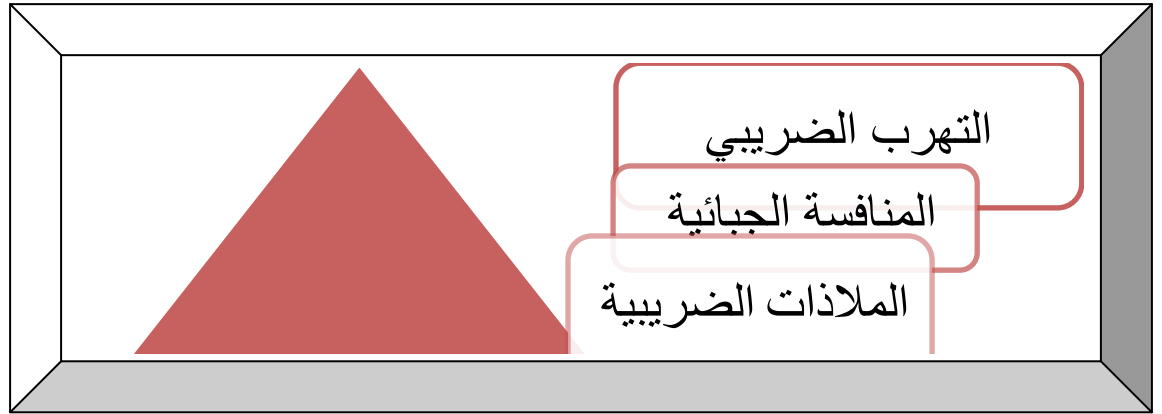 التهرب الضريبي
المنافسة الجبائية
الملاذات الضريبية